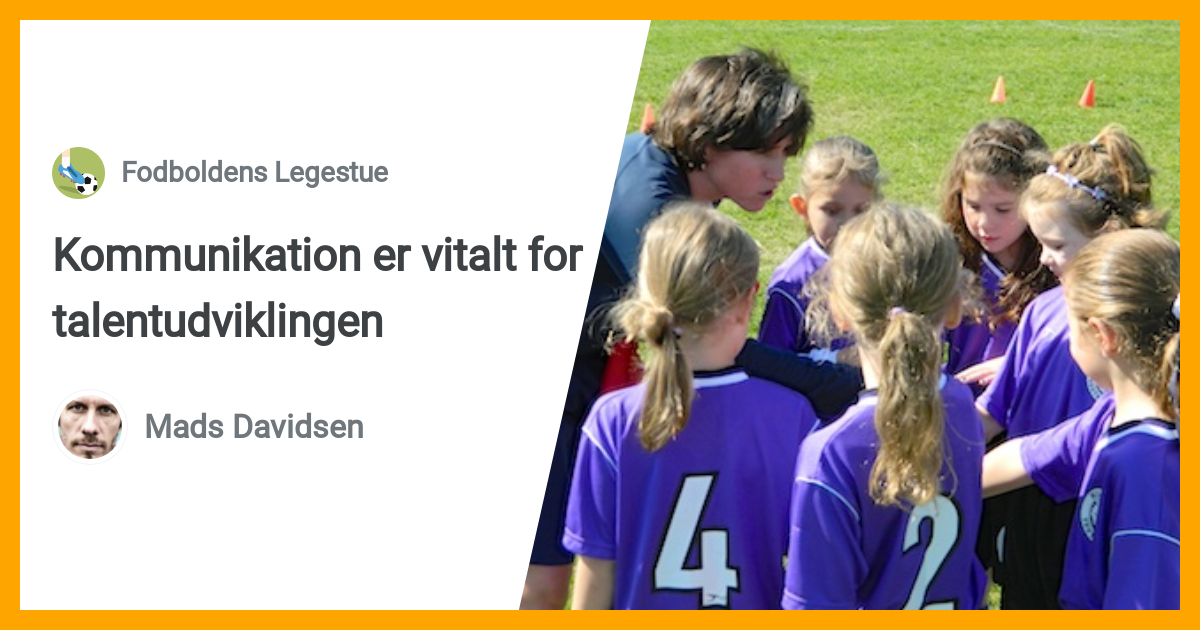 Fodboldens Legestue
Kommunikation er vitalt for
talentudviklingen
Mads Davidsen
4
2